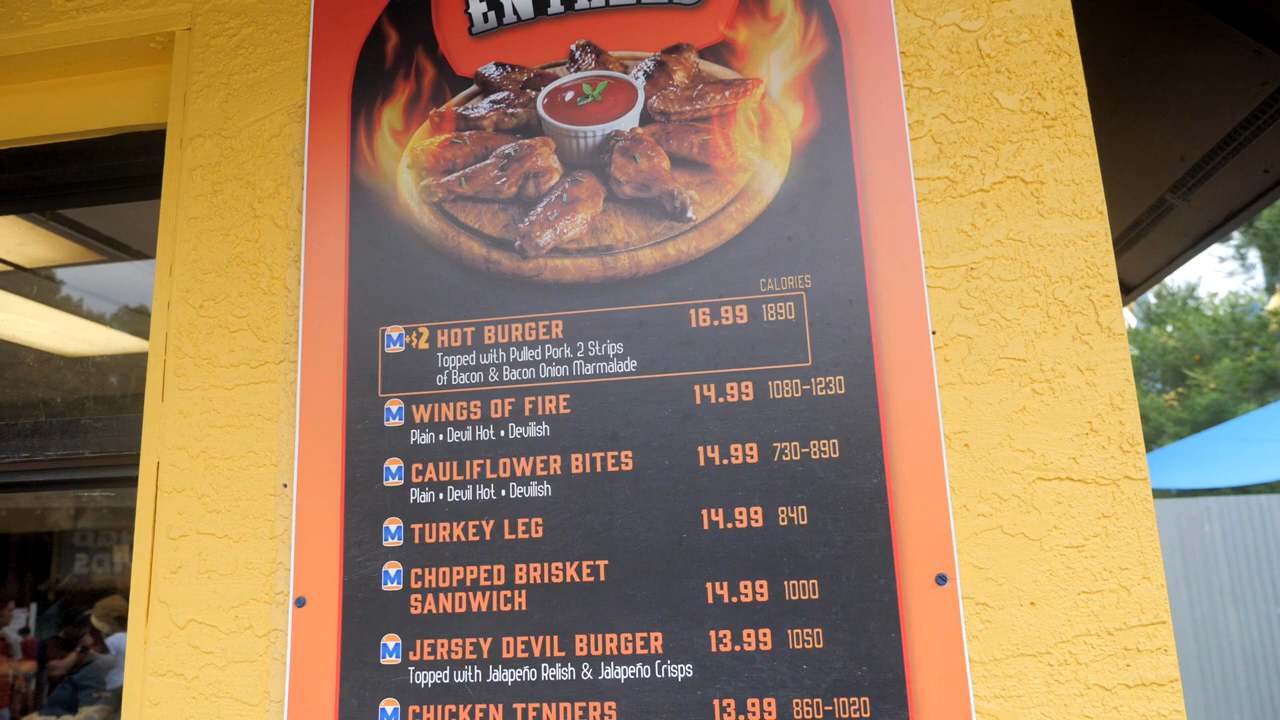 ENTREES
CALORIES
M +$2 HOT BURGER 16.99 1890
Topped with Pulled Pork, 2 Strips
of Bacon & Bacon Onion Marmalade
M WINGS OF FIRE 14.99 1080-1230
Plain • Devil Hot • Devilish
M CAULIFLOWER BITES 14.99 730-890
Plain • Devil Hot • Devilish
M TURKEY LEG 14.99 840
M CHOPPED BRISKET
SANDWICH 14.99 1000
M JERSEY DEVIL BURGER 13.99 1050
Topped with Jalapeño Relish & Jalapeño Crisps
M CHICKEN TENDERS 13.99 860-1020